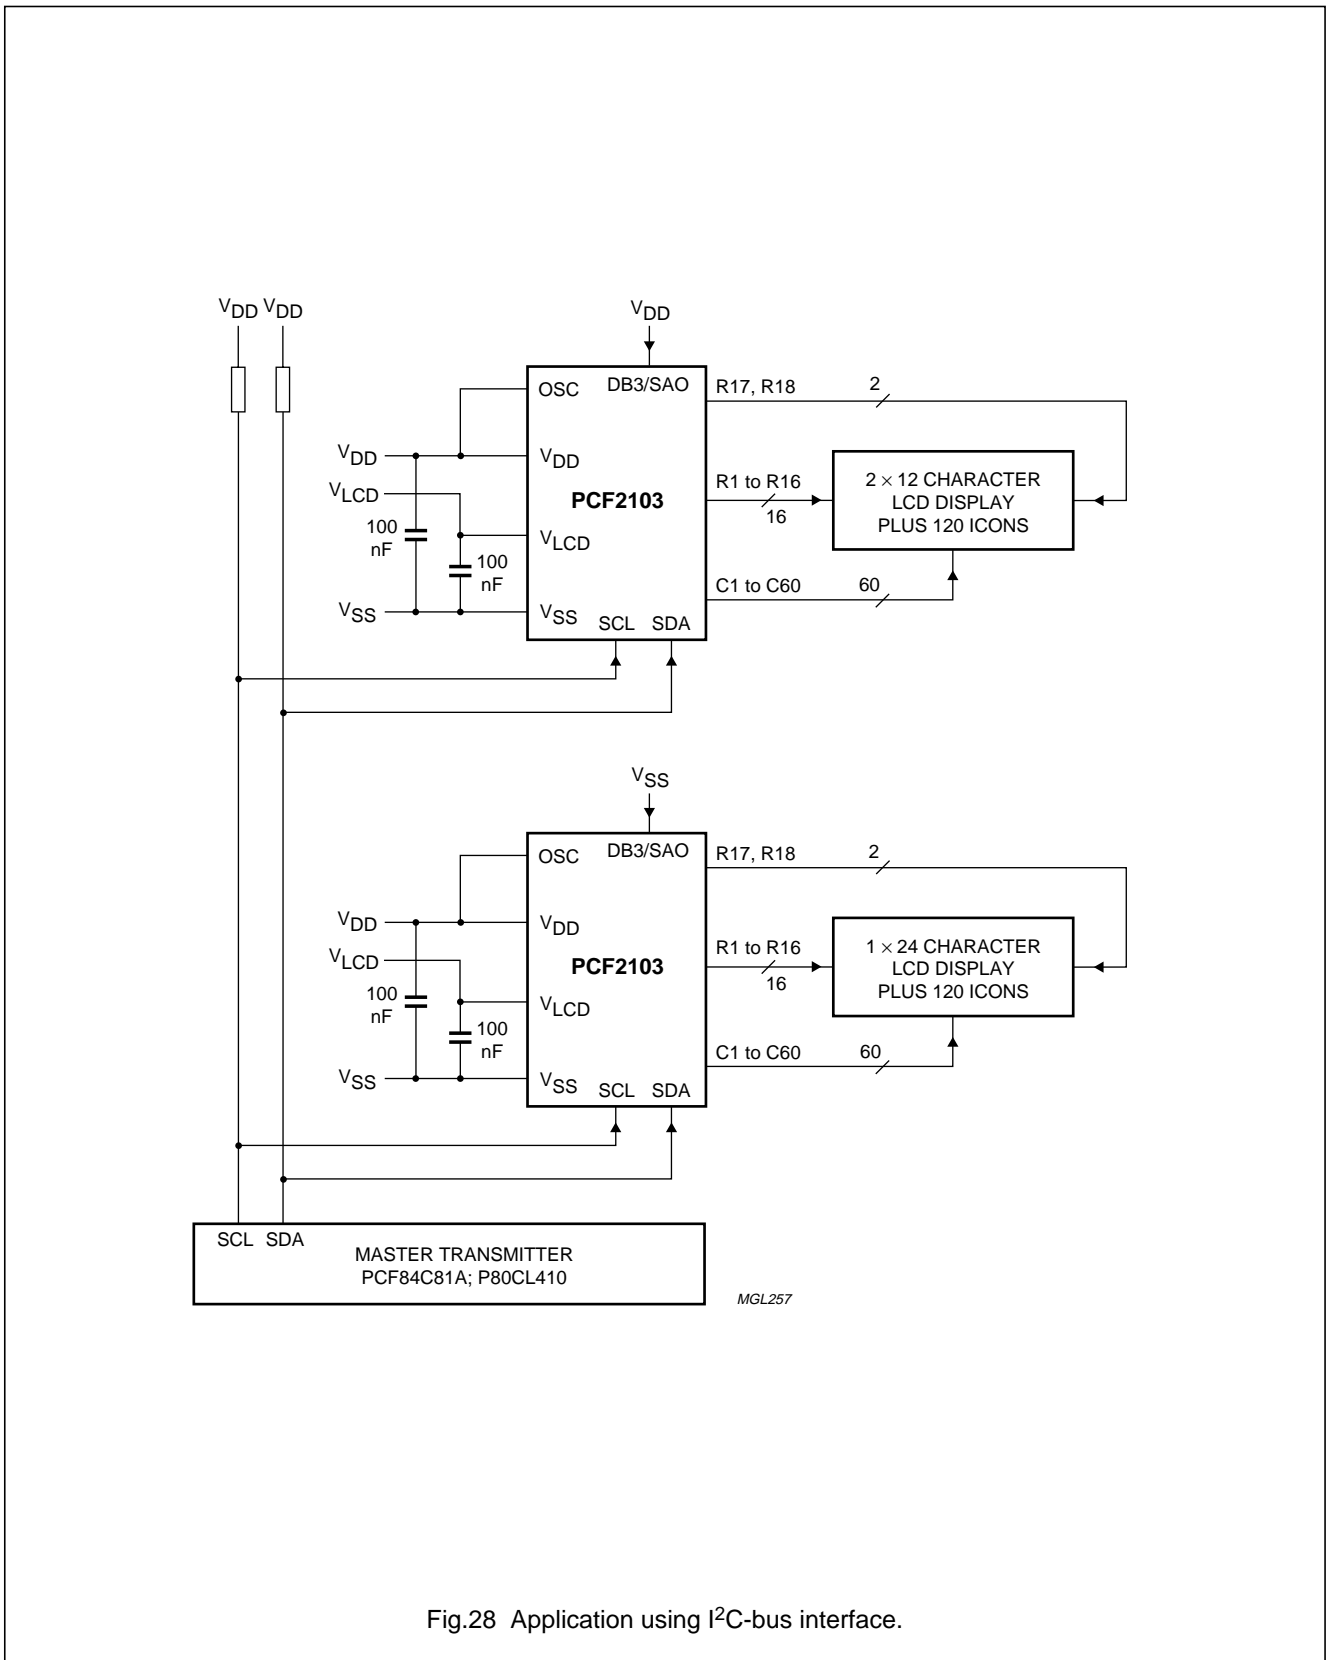 VDD VDD
VDD
OSC
DB3/SAO
R17, R18
2
VDD
VDD
VLCD
PCF2103
R1 to R16
16
2 × 12 CHARACTER
LCD DISPLAY
PLUS 120 ICONS
100
nF
VLCD
100
nF
C1 to C60
60
VSS
VSS
SCL SDA
VSS
OSC
DB3/SAO
R17, R18
2
VDD
VDD
VLCD
PCF2103
R1 to R16
16
1 × 24 CHARACTER
LCD DISPLAY
PLUS 120 ICONS
100
nF
VLCD
100
nF
C1 to C60
60
VSS
VSS
SCL SDA
SCL SDA
MASTER TRANSMITTER
PCF84C81A; P80CL410
MGL257
Fig.28 Application using I²C-bus interface.